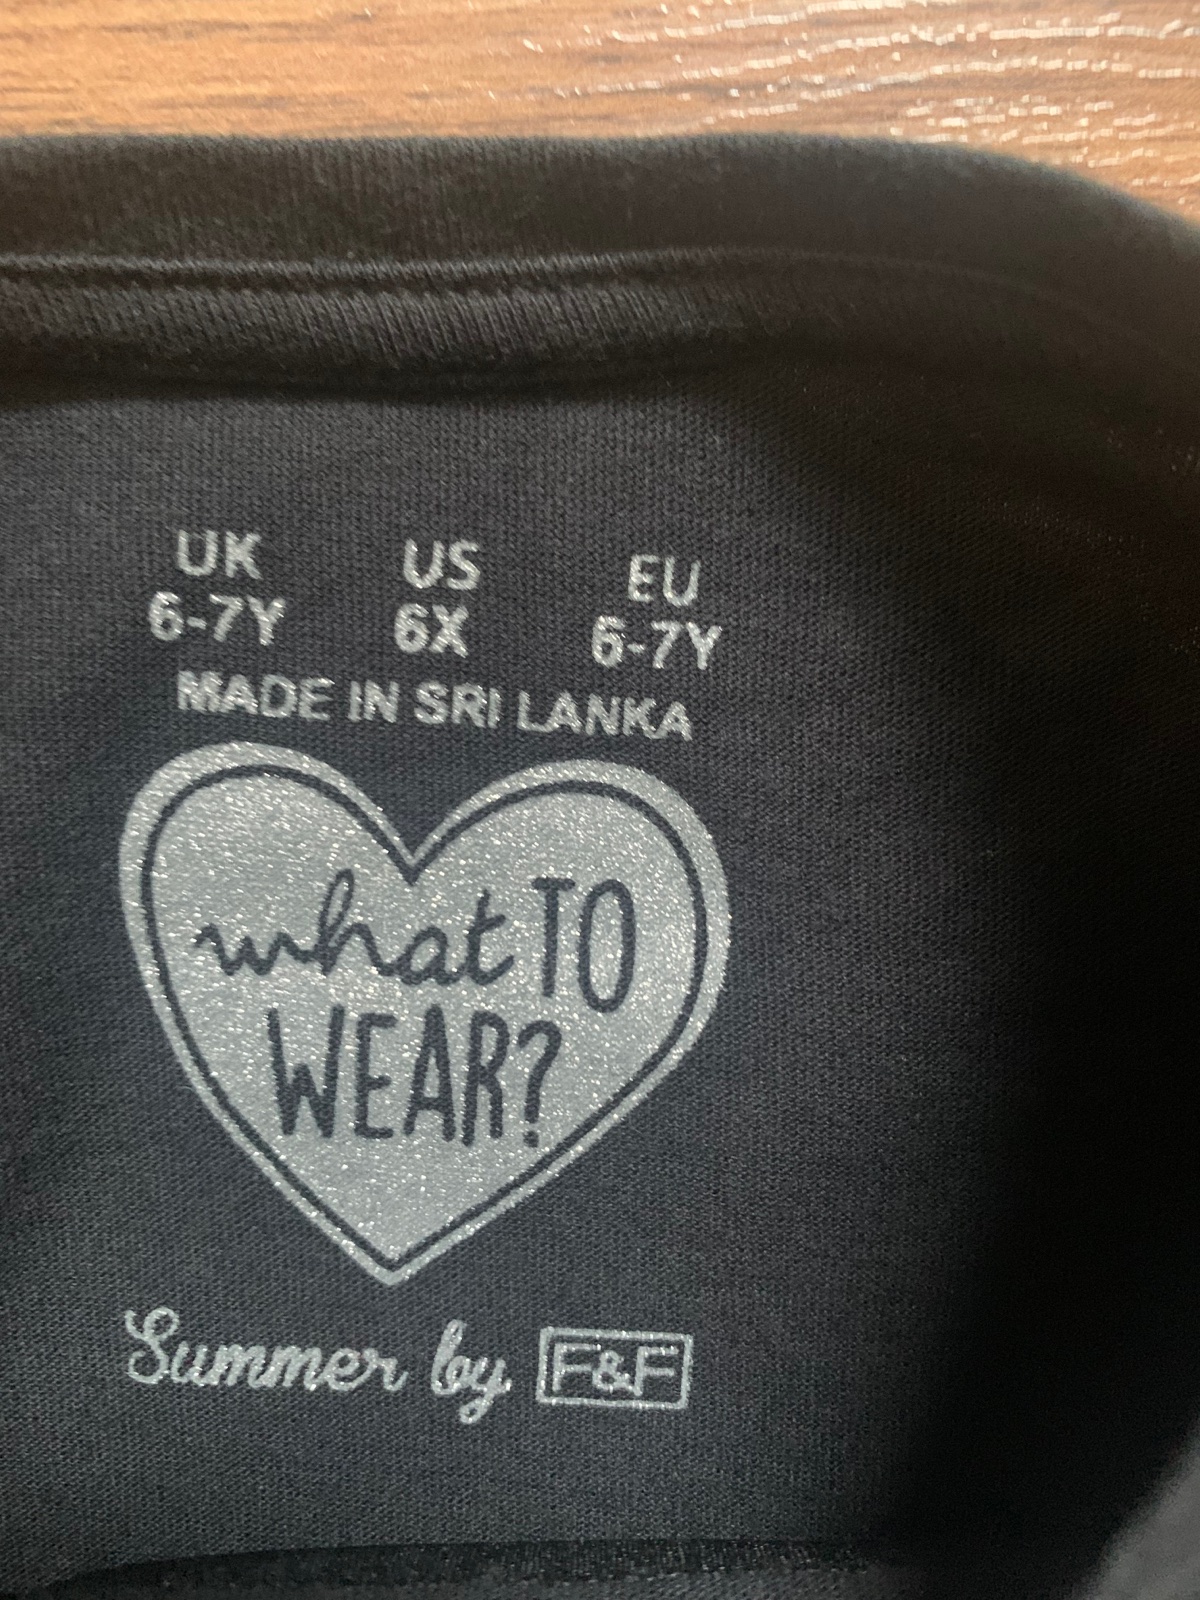 UK US EU
6-7Y 6X 6-7Y
MADE IN SRI LANKA
what TO
WEAR?
Summer by F&F